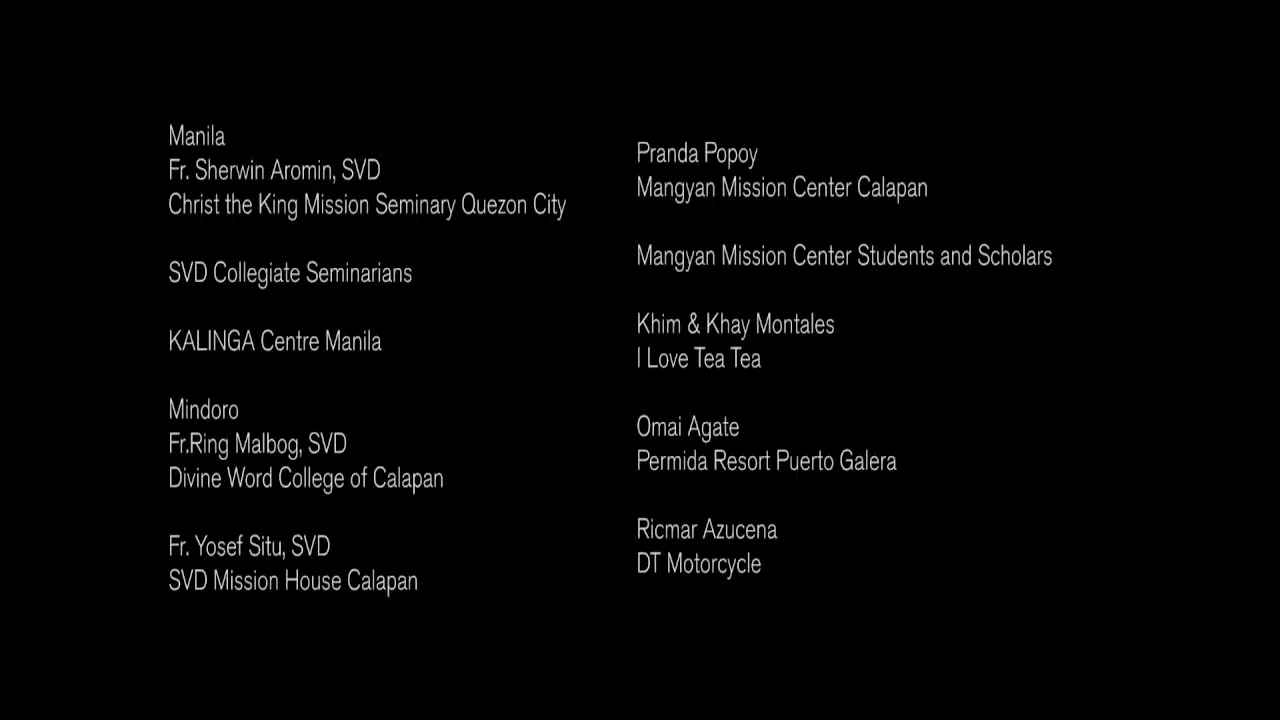 Manila
Fr. Sherwin Aromin, SVD
Christ the King Mission Seminary Quezon City
SVD Collegiate Seminarians
KALINGA Centre Manila
Mindoro
Fr.Ring Malbog, SVD
Divine Word College of Calapan
Fr. Yosef Situ, SVD
SVD Mission House Calapan
Pranda Popoy
Mangyan Mission Center Calapan
Mangyan Mission Center Students and Scholars
Khim & Khay Montales
I Love Tea Tea
Omai Agate
Permida Resort Puerto Galera
Ricmar Azucena
DT Motorcycle